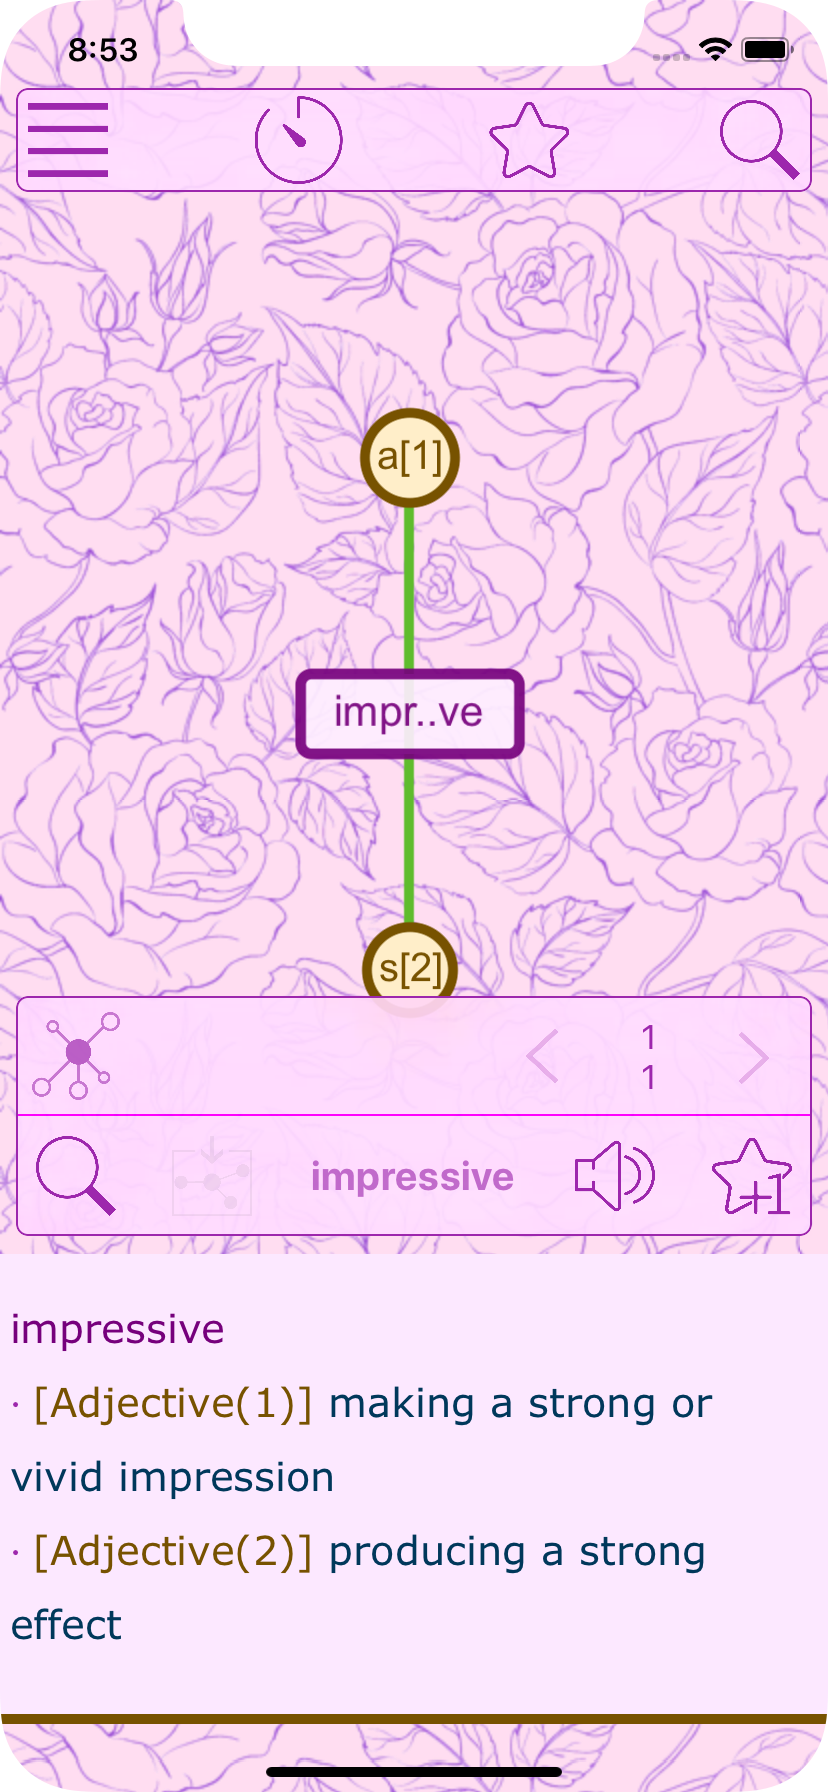 8:53
a[1]
impr..ve
s[2]
1
1
impressive
+1
impressive
· [Adjective(1)] making a strong or
vivid impression
· [Adjective(2)] producing a strong
effect